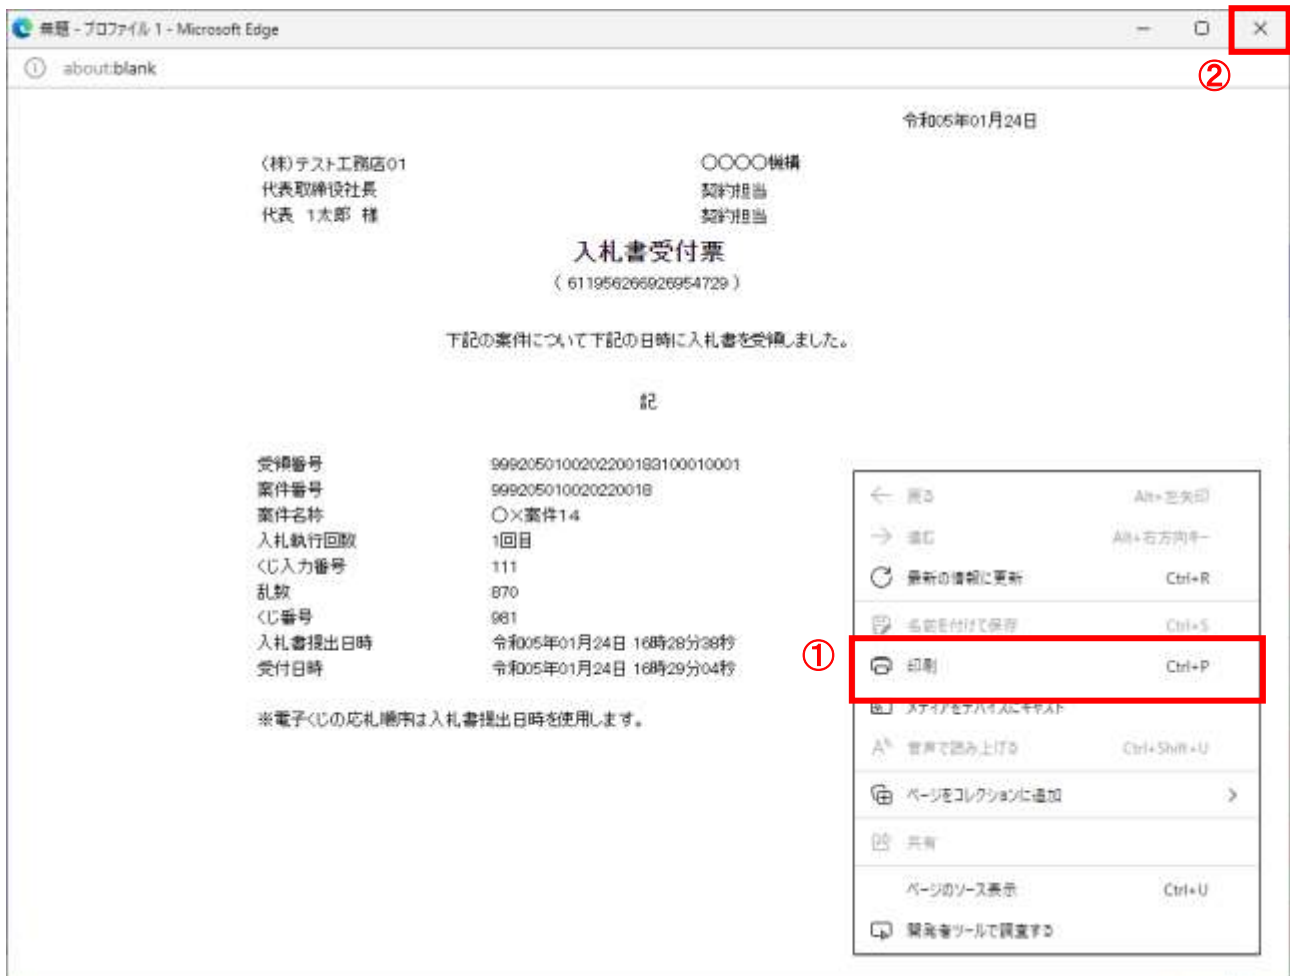 無題 - プロファイル 1 - Microsoft Edge
about:blank
②
令和05年01月24日
(株)テスト工務店01
〇〇〇〇機構
代表取締役社長
契約担当
代表 1太郎 様
契約担当
入札書受付票
( 611956266926954729 )
下記の案件について下記の日時に入札書を受領しました。
記
受領番号 9992050100202200183100010001
案件番号 999205010020220018
案件名称 〇×案件14
入札執行回数 1回目
くじ入力番号 111
乱数 870
くじ番号 981
入札書提出日時 令和05年01月24日 16時28分38秒
受付日時 令和05年01月24日 16時29分04秒
※電子くじの応札順序は入札書提出日時を使用します。
戻る Alt+左矢印
進む Alt+右方向キー
最新の情報に更新 Ctrl+R
名前を付けて保存 Ctrl+S
①
印刷 Ctrl+P
メディアをデバイスにキャスト
音声で読み上げる Ctrl+Shift+U
ページをコレクションに追加
共有
ページのソース表示 Ctrl+U
開発者ツールで調査する